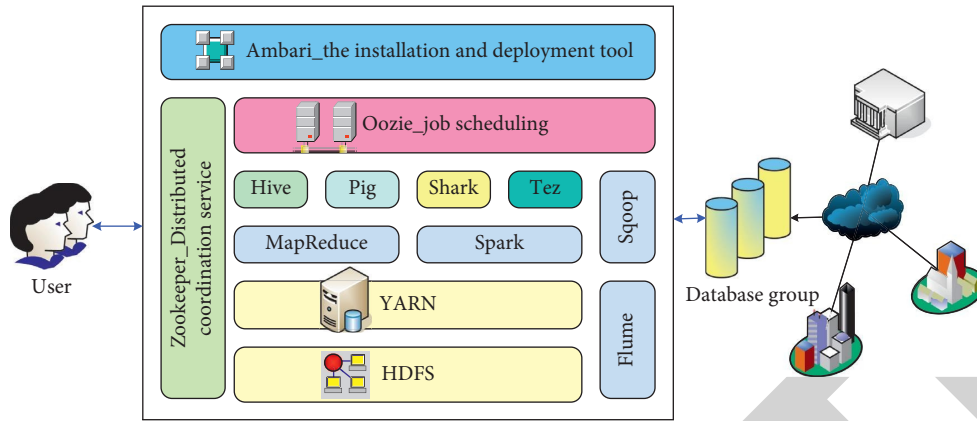 Ambari_the installation and deployment tool
Zookeeper_Distributed
coordination service
Oozie_job scheduling
Hive
Pig
Shark
Tez
Sqoop
MapReduce
Spark
YARN
Flume
HDFS
User
Database group